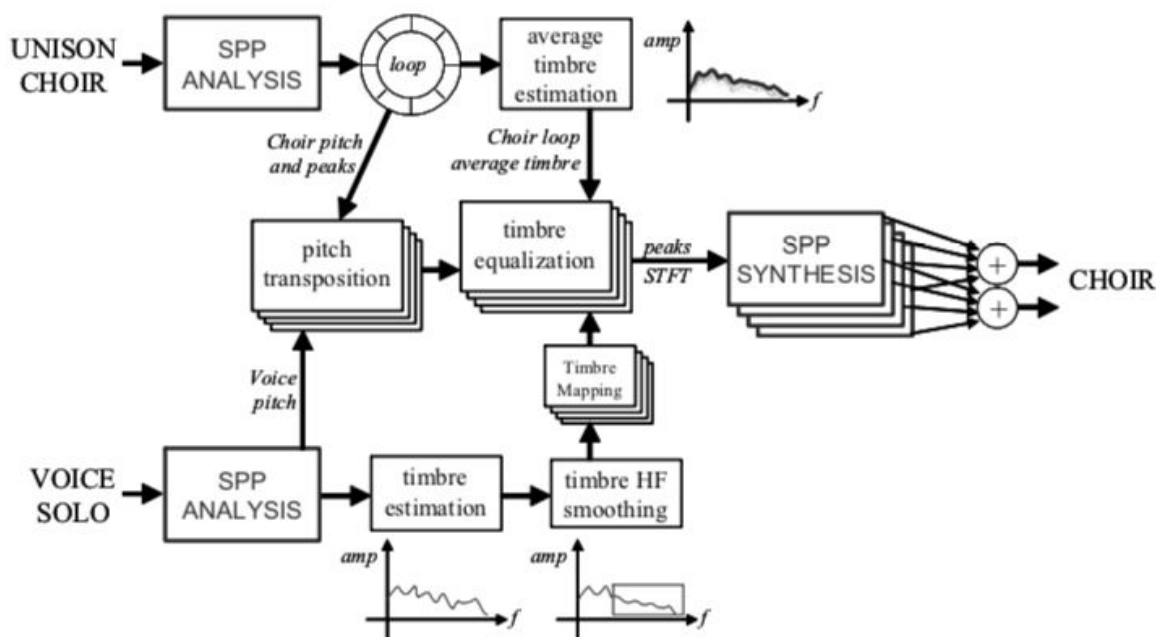 UNISON
CHOIR
SPP
ANALYSIS
loop
average
timbre
estimation
amp
f
Choir pitch
and peaks
Choir loop
average timbre
pitch
transposition
timbre
equalization
peaks
STFT
SPP
SYNTHESIS
+
+
CHOIR
Voice
pitch
Timbre
Mapping
VOICE
SOLO
SPP
ANALYSIS
timbre
estimation
timbre HF
smoothing
amp
f
amp
f